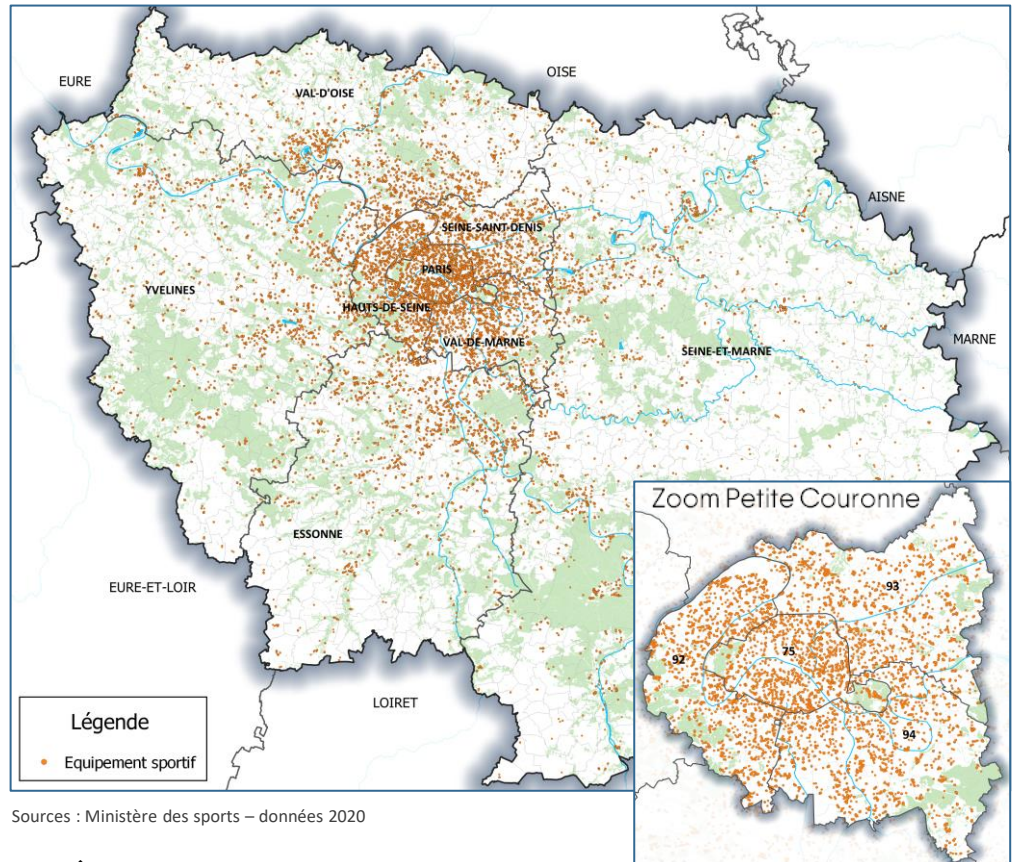 EURE
OISE
VAL-D'OISE
AISNE
SEINE-SAINT-DENIS
PARIS
YVELINES
HAUTS-DE-SEINE
VAL-DE-MARNE
MARNE
SEINE-ET-MARNE
Zoom Petite Couronne
ESSONNE
EURE-ET-LOIR
93
92
75
94
LOIRET
Légende
Equipement sportif
Sources : Ministère des sports – données 2020